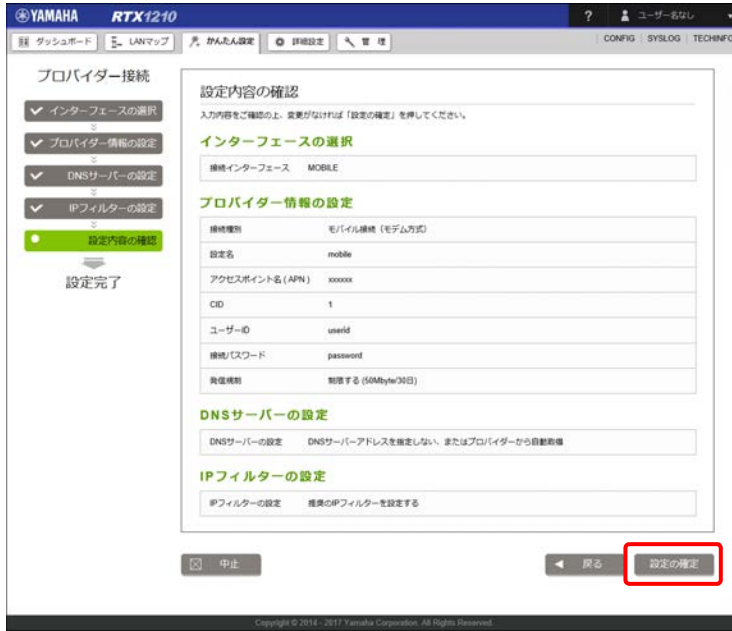 YAMAHA RTX1210 ? ユーザー名なし
ダッシュボード LANマップ かんたん設定 詳細設定 管理 CONFIG SYSLOG TECHINFO
プロバイダー接続
インターフェースの選択
プロバイダー情報の設定
DNSサーバーの設定
IPフィルターの設定
設定内容の確認
設定完了
設定内容の確認
入力内容をご確認の上、変更がなければ「設定の確定」を押してください。
インターフェースの選択
接続インターフェース MOBILE
プロバイダー情報の設定
接続種別 モバイル接続（モデム方式）
設定名 mobile
アクセスポイント名 ( APN ) xxxxxx
CID 1
ユーザーID userid
接続パスワード password
発信規制 制限する (50Mbyte/30日)
DNSサーバーの設定
DNSサーバーの設定 DNSサーバーアドレスを指定しない、またはプロバイダーから自動取得
IPフィルターの設定
IPフィルターの設定 推奨のIPフィルターを設定する
中止 戻る 設定の確定
Copyright © 2014 - 2017 Yamaha Corporation. All Rights Reserved.